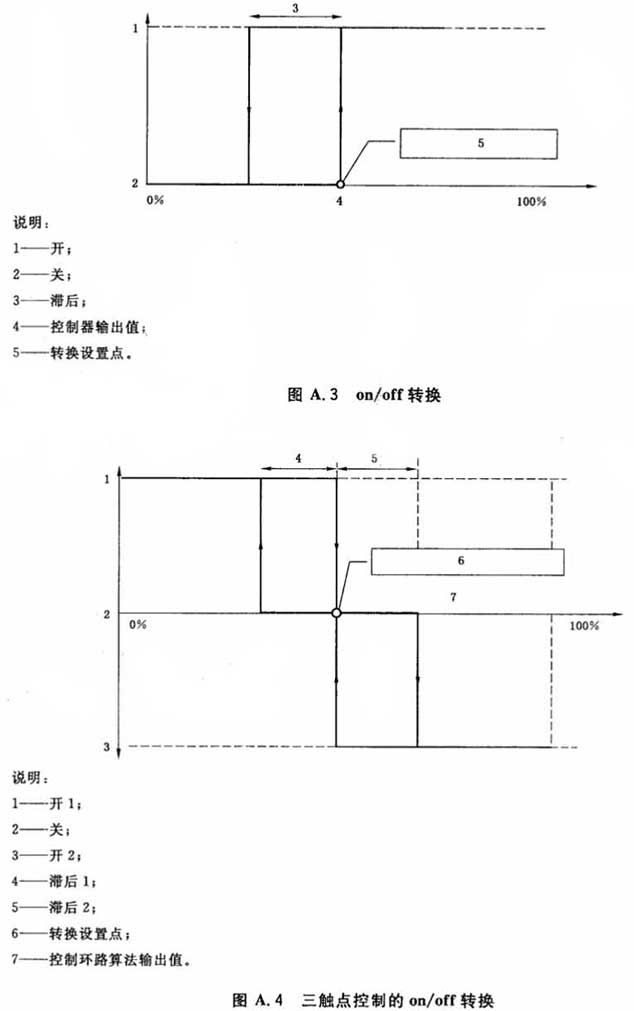 3
1
5
2
0% 4 100%
说明：
1——开；
2——关；
3——滞后；
4——控制器输出值；
5——转换设置点。
图 A.3 on/off 转换
4 5
1
6
7
2
0% 100%
3
说明：
1——开 1；
2——关；
3——开 2；
4——滞后 1；
5——滞后 2；
6——转换设置点；
7——控制环路算法输出值。
图 A.4 三触点控制的 on/off 转换